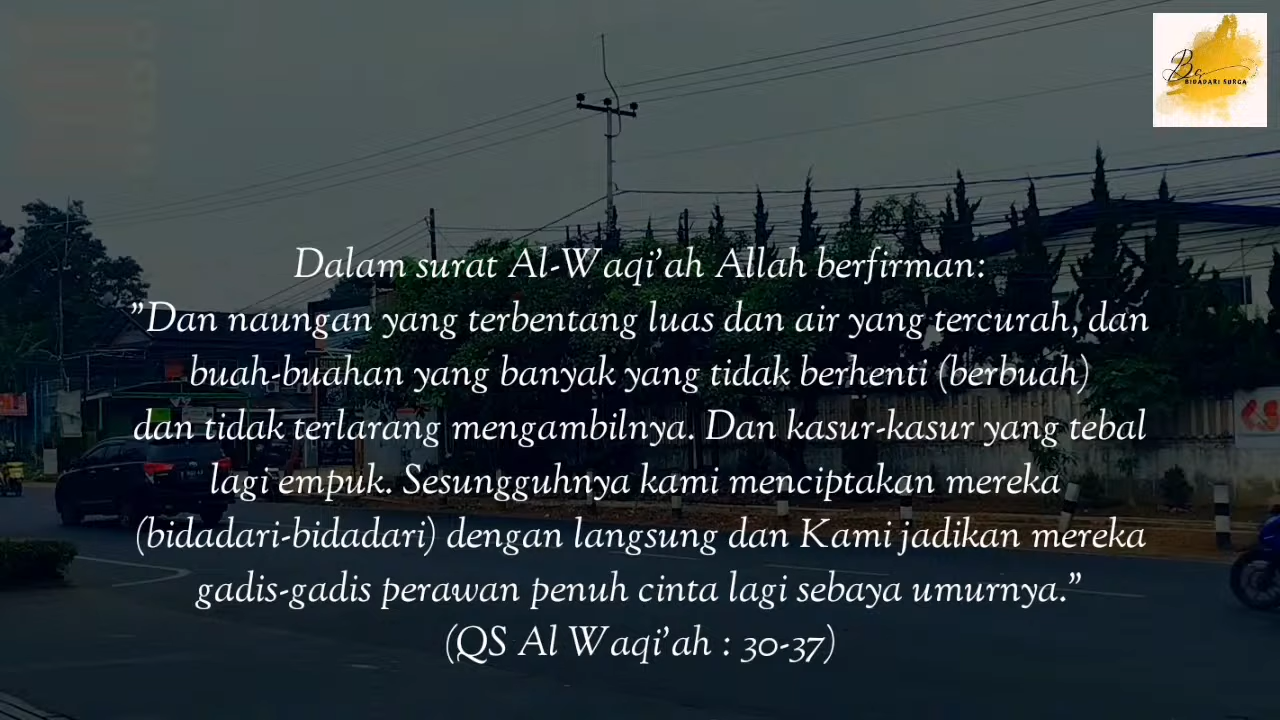 Bs
BIDADARI SURGA
Dalam surat Al-Waqi’ah Allah berfirman:
”Dan naungan yang terbentang luas dan air yang tercurah, dan
buah-buahan yang banyak yang tidak berhenti (berbuah)
dan tidak terlarang mengambilnya. Dan kasur-kasur yang tebal
lagi empuk. Sesungguhnya kami menciptakan mereka
(bidadari-bidadari) dengan langsung dan Kami jadikan mereka
gadis-gadis perawan penuh cinta lagi sebaya umurnya.”
(QS Al Waqi’ah : 30-37)